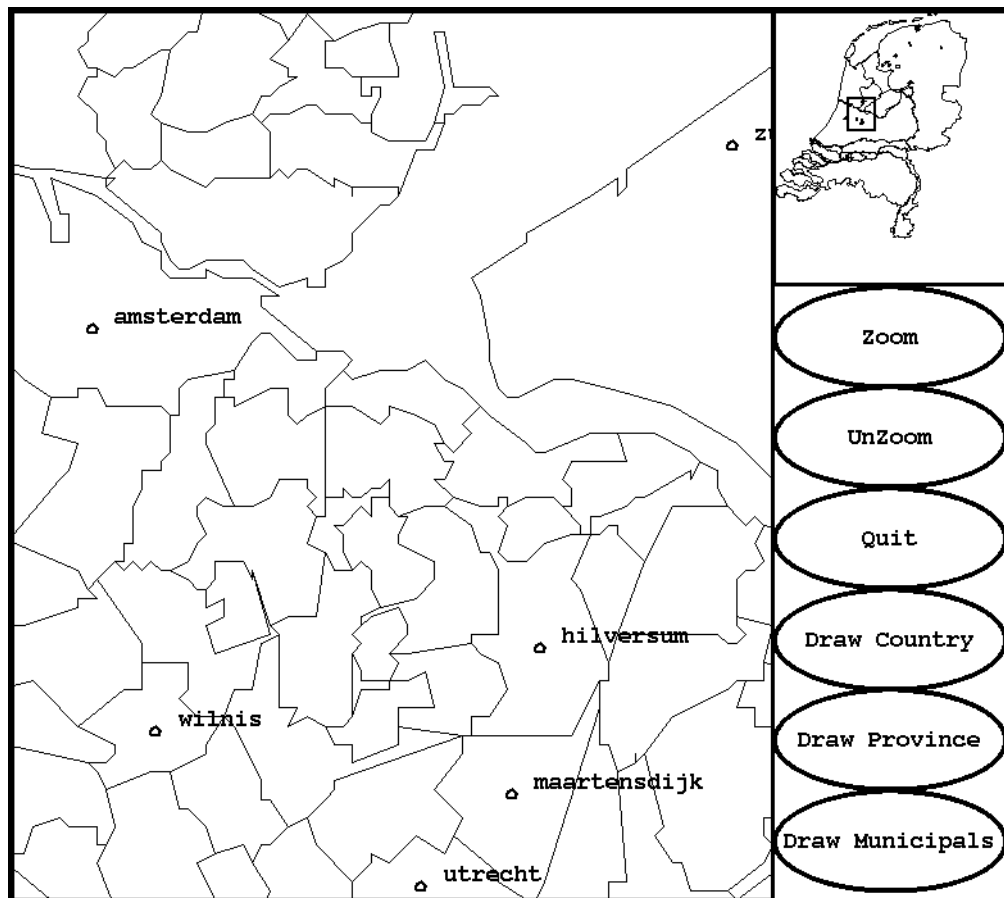 amsterdam
hilversum
wilnis
maartensdijk
utrecht
Zoom
UnZoom
Quit
Draw Country
Draw Province
Draw Municipals